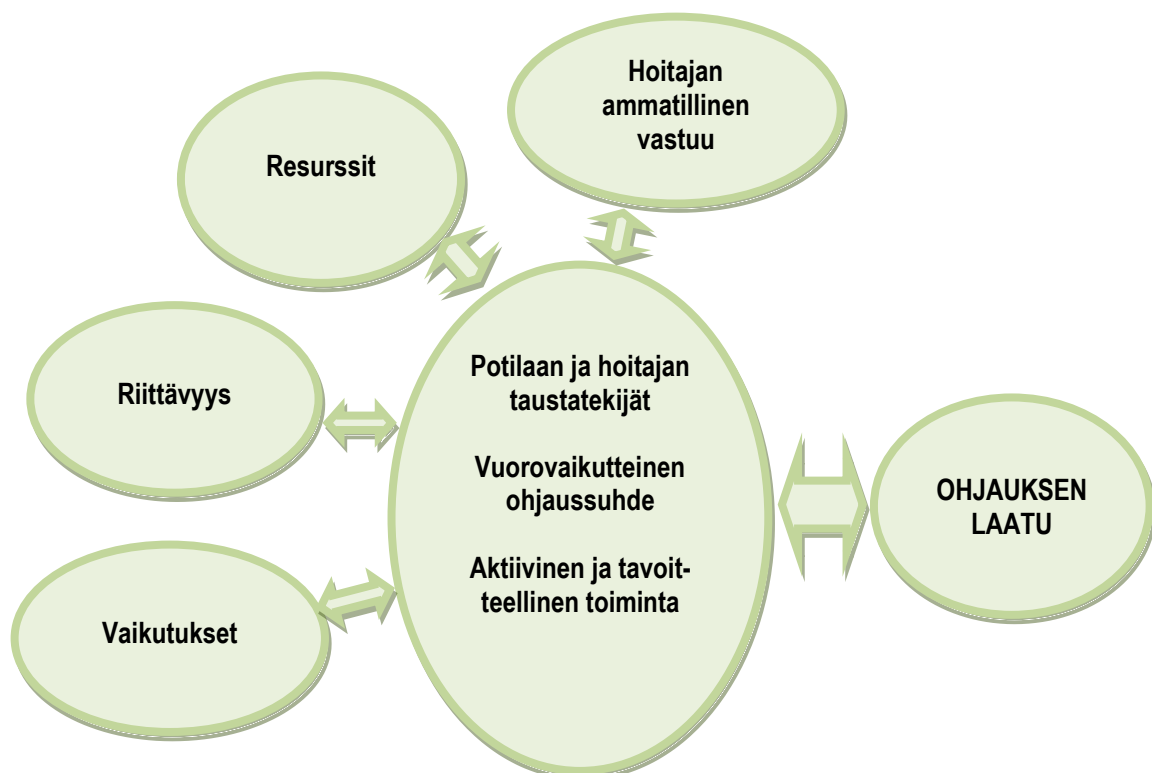 Hoitajan
ammatillinen
vastuu
Resurssit
Riittävyys
Vaikutukset
Potilaan ja hoitajan
taustatekijät
Vuorovaikutteinen
ohjaussuhde
Aktiivinen ja tavoit-
teellinen toiminta
OHJAUKSEN
LAATU